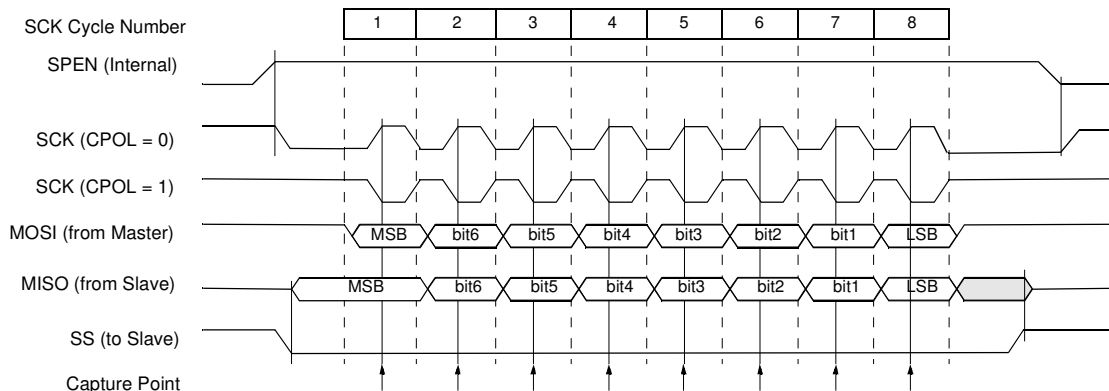 SCK Cycle Number 1 2 3 4 5 6 7 8
SPEN (Internal)
SCK (CPOL = 0)
SCK (CPOL = 1)
MOSI (from Master) MSB bit6 bit5 bit4 bit3 bit2 bit1 LSB
MISO (from Slave) MSB bit6 bit5 bit4 bit3 bit2 bit1 LSB
SS (to Slave)
Capture Point